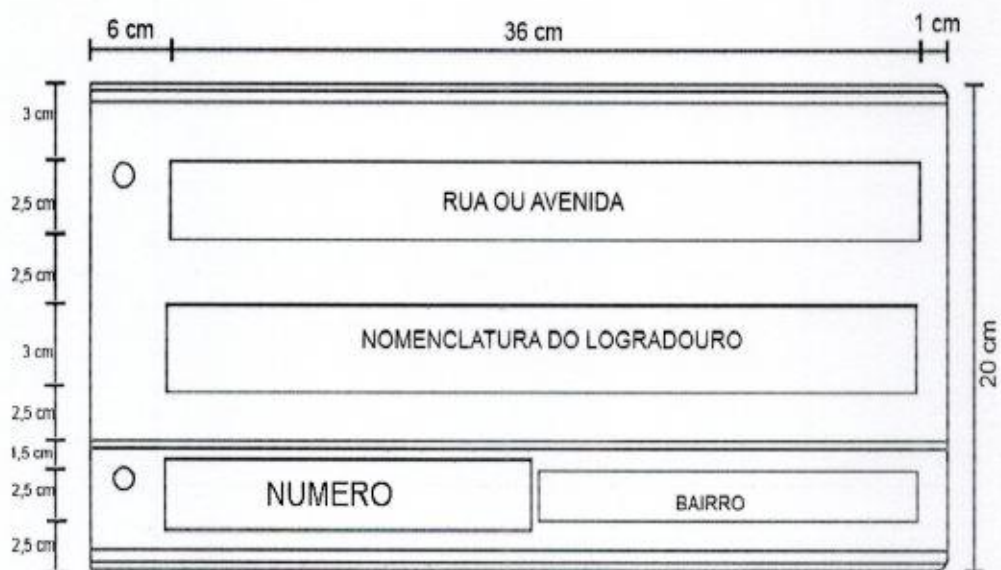 6 cm 36 cm 1 cm
3 cm
2,5 cm RUA OU AVENIDA
2,5 cm
3 cm NOMENCLATURA DO LOGRADOURO
20 cm
2,5 cm
1,5 cm
2,5 cm NUMERO BAIRRO
2,5 cm